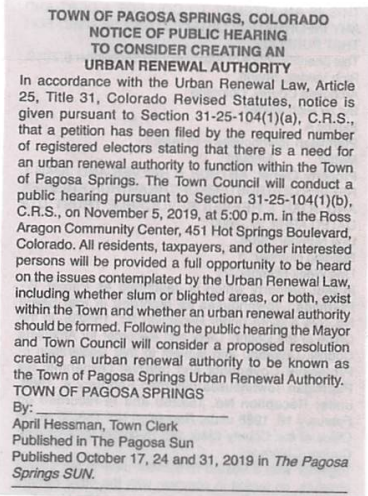 TOWN OF PAGOSA SPRINGS, COLORADO
NOTICE OF PUBLIC HEARING
TO CONSIDER CREATING AN
URBAN RENEWAL AUTHORITY
In accordance with the Urban Renewal Law, Article
25, Title 31, Colorado Revised Statutes, notice is
given pursuant to Section 31-25-104(1)(a), C.R.S.,
that a petition has been filed by the required number
of registered electors stating that there is a need for
an urban renewal authority to function within the Town
of Pagosa Springs. The Town Council will conduct a
public hearing pursuant to Section 31-25-104(1)(b),
C.R.S., on November 5, 2019, at 5:00 p.m. in the Ross
Aragon Community Center, 451 Hot Springs Boulevard,
Colorado. All residents, taxpayers, and other interested
persons will be provided a full opportunity to be heard
on the issues contemplated by the Urban Renewal Law,
including whether slum or blighted areas, or both, exist
within the Town and whether an urban renewal authority
should be formed. Following the public hearing the Mayor
and Town Council will consider a proposed resolution
creating an urban renewal authority to be known as
the Town of Pagosa Springs Urban Renewal Authority.
TOWN OF PAGOSA SPRINGS
By:
April Hessman, Town Clerk
Published in The Pagosa Sun
Published October 17, 24 and 31, 2019 in The Pagosa
Springs SUN.